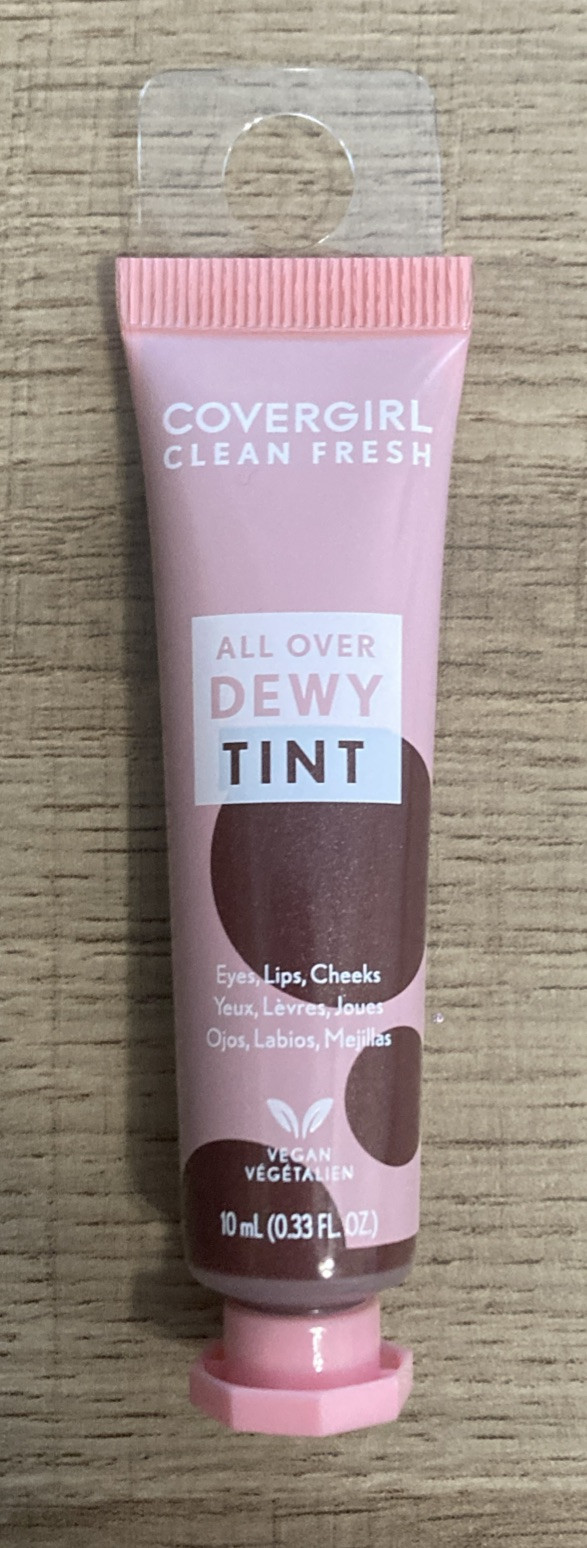 COVERGIRL
CLEAN FRESH
ALL OVER
DEWY
TINT
Eyes, Lips, Cheeks
Yeux, Lèvres, Joues
Ojos, Labios, Mejillas
VEGAN
VÉGÉTALIEN
10 mL (0.33 FL. OZ.)